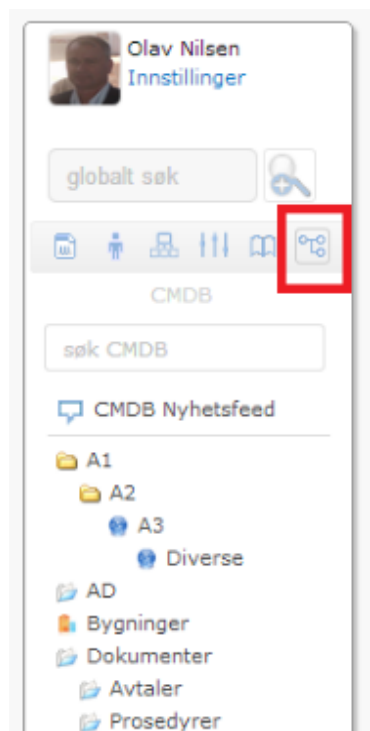 Olav Nilsen
Innstillinger
globalt søk
CMDB
søk CMDB
CMDB Nyhetsfeed
A1
A2
A3
Diverse
AD
Bygninger
Dokumenter
Avtaler
Prosedyrer